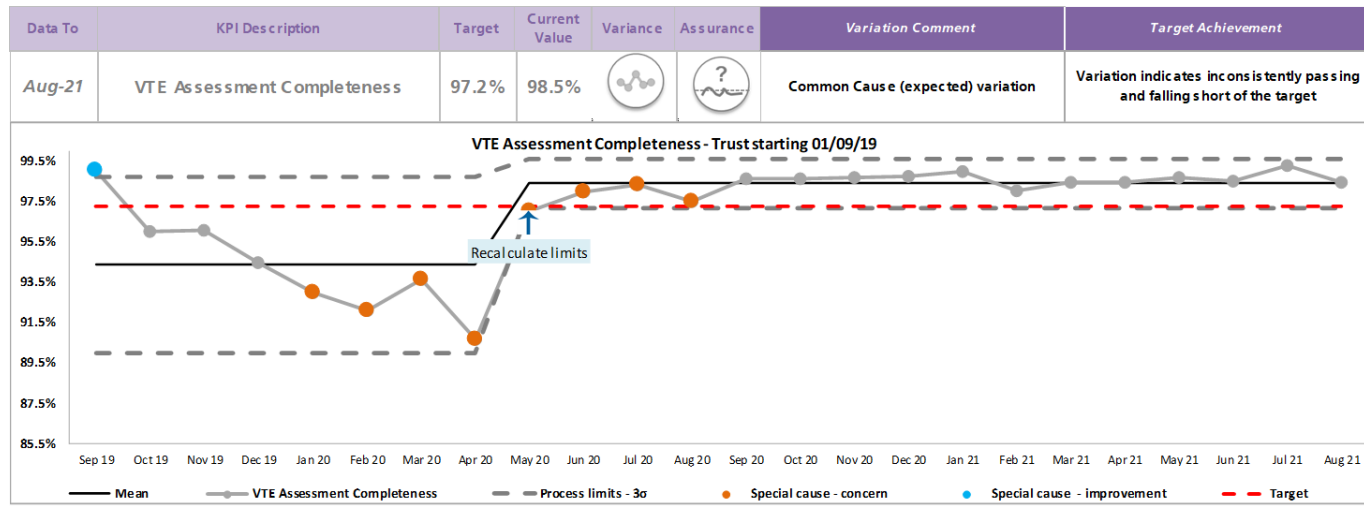 Data To KPI Description Target Current Value Variance Assurance Variation Comment Target Achievement
Aug-21 VTE Assessment Completeness 97.2% 98.5% ? Common Cause (expected) variation Variation indicates inconsistently passing and falling short of the target
VTE Assessment Completeness - Trust starting 01/09/19
99.5%
97.5%
95.5%
93.5%
91.5%
89.5%
87.5%
85.5%
Recalculate limits
Sep 19 Oct 19 Nov 19 Dec 19 Jan 20 Feb 20 Mar 20 Apr 20 May 20 Jun 20 Jul 20 Aug 20 Sep 20 Oct 20 Nov 20 Dec 20 Jan 21 Feb 21 Mar 21 Apr 21 May 21 Jun 21 Jul 21 Aug 21
Mean VTE Assessment Completeness Process limits - 3σ Special cause - concern Special cause - improvement Target